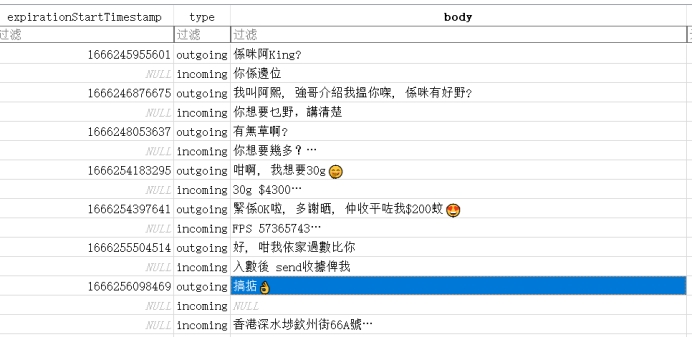 expirationStartTimestamp type body
过滤 过滤 过滤
1666245955601 outgoing 係咪阿King?
NULL incoming 你係邊位
1666246876675 outgoing 我叫阿熙, 強哥介紹我搵你㗎, 係咪有好野?
NULL incoming 你想要乜野, 講清楚
1666248053637 outgoing 有無草啊?
NULL incoming 你想要幾多？…
1666254183295 outgoing 咁啊, 我想要30g😊
NULL incoming 30g $4300…
1666254397641 outgoing 緊係OK啦, 多謝晒, 仲收平咗我$200蚊😍
NULL incoming FPS 57365743…
1666255504514 outgoing 好, 咁我依家過數比你
NULL incoming 入數後 send收據俾我
1666256098469 outgoing 搞掂👌
NULL incoming NULL
NULL incoming 香港深水埗欽州街66A號…